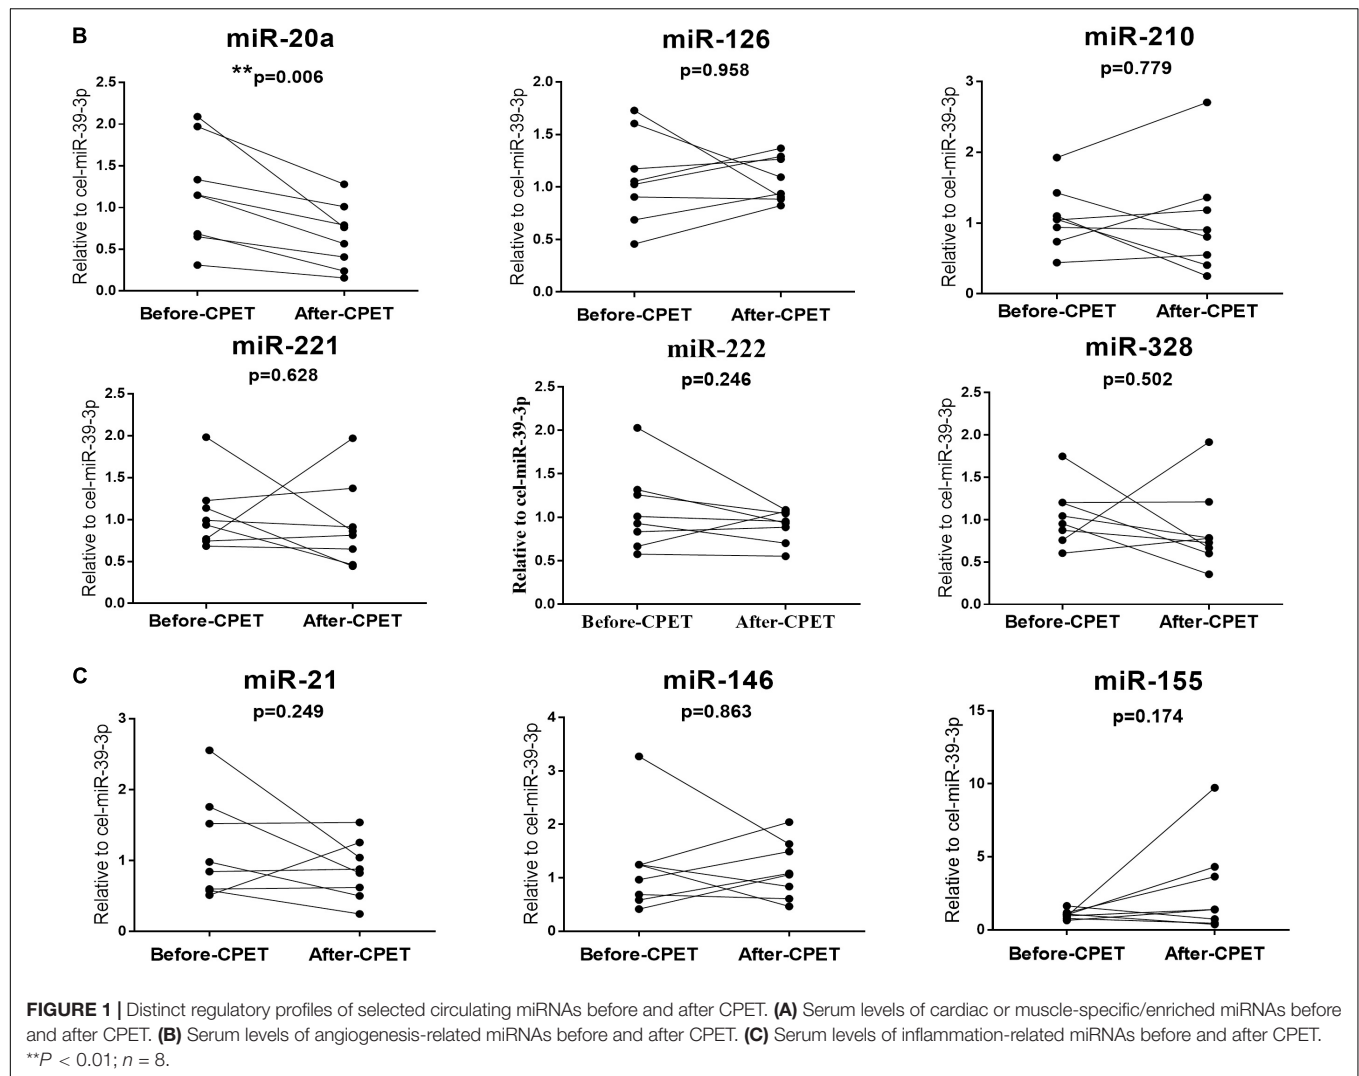 B
miR-20a
**p=0.006
Relative to cel-miR-39-3p
2.5
2.0
1.5
1.0
0.5
0.0
Before-CPET After-CPET
miR-126
p=0.958
Relative to cel-miR-39-3p
2.0
1.5
1.0
0.5
0.0
Before-CPET After-CPET
miR-210
p=0.779
Relative to cel-miR-39-3p
3
2
1
0
Before-CPET After-CPET
miR-221
p=0.628
Relative to cel-miR-39-3p
2.5
2.0
1.5
1.0
0.5
0.0
Before-CPET After-CPET
miR-222
p=0.246
Relative to cel-miR-39-3p
2.5
2.0
1.5
1.0
0.5
0.0
Before-CPET After-CPET
miR-328
p=0.502
Relative to cel-miR-39-3p
2.5
2.0
1.5
1.0
0.5
0.0
Before-CPET After-CPET
C
miR-21
p=0.249
Relative to cel-miR-39-3p
3
2
1
0
Before-CPET After-CPET
miR-146
p=0.863
Relative to cel-miR-39-3p
4
3
2
1
0
Before-CPET After-CPET
miR-155
p=0.174
Relative to cel-miR-39-3p
15
10
5
0
Before-CPET After-CPET
FIGURE 1 | Distinct regulatory profiles of selected circulating miRNAs before and after CPET. (A) Serum levels of cardiac or muscle-specific/enriched miRNAs before
and after CPET. (B) Serum levels of angiogenesis-related miRNAs before and after CPET. (C) Serum levels of inflammation-related miRNAs before and after CPET.
**P < 0.01; n = 8.